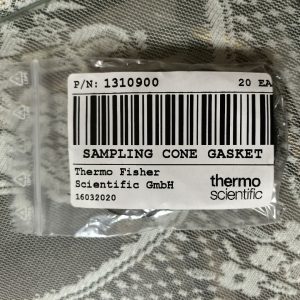 P/N: 1310900 20 EA
SAMPLING CONE GASKET
Thermo Fisher
Scientific GmbH
16032020
thermo
scientific